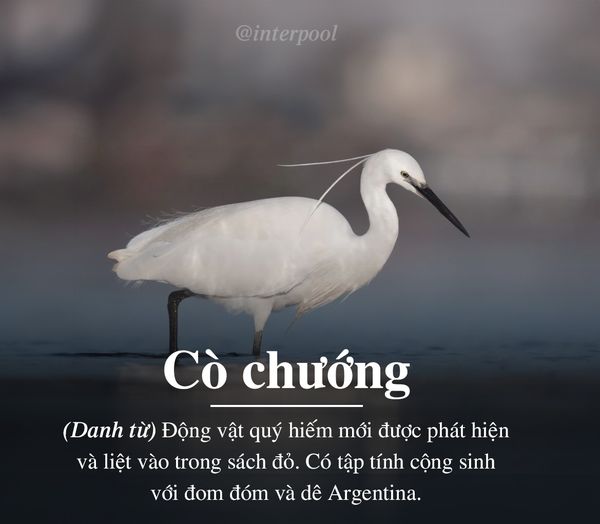 @interpool
Cò chướng
(Danh từ) Động vật quý hiếm mới được phát hiện
và liệt vào trong sách đỏ. Có tập tính cộng sinh
với đom đóm và dê Argentina.